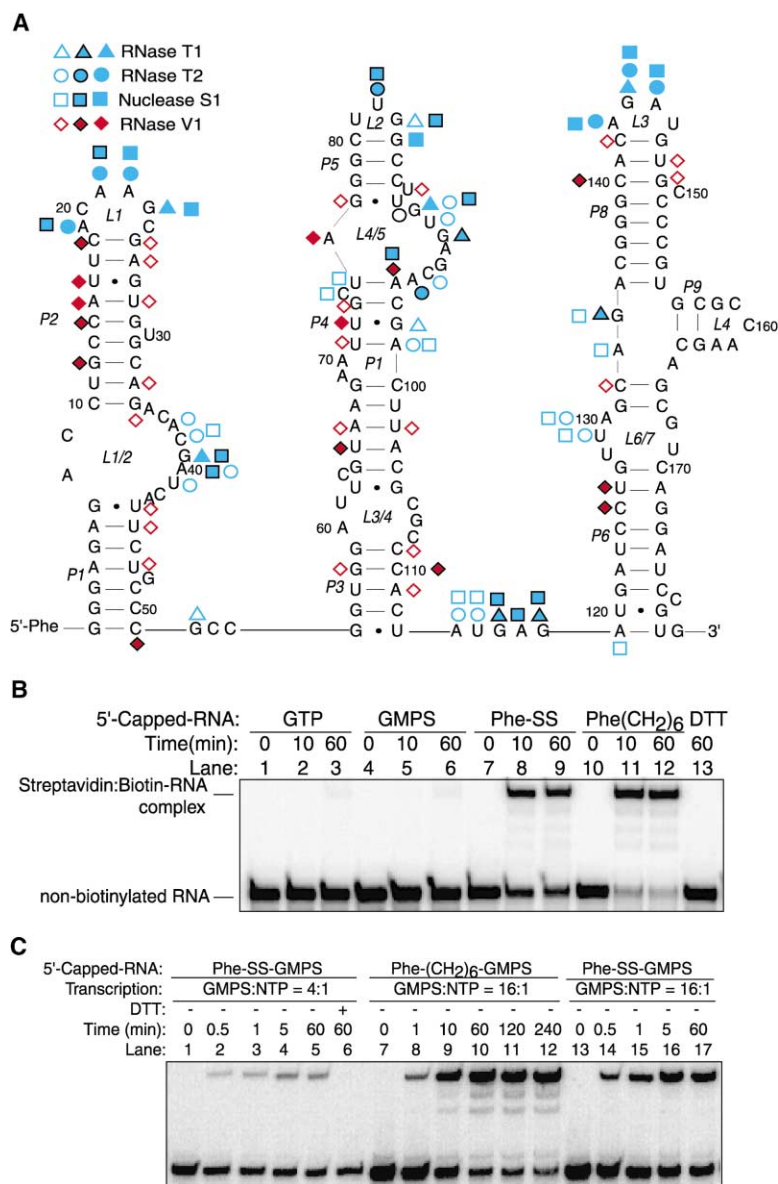 A
RNase T1
RNase T2
Nuclease S1
RNase V1
A A
20 C L1 G
A C
C G
U A
U G
A U
P2
U 30
G C
U A
10 C G
A C A C G A 40 U C A
C
A
L1/2
G U
A U
G C
A U
P1
G
G C
G C 50
5'-Phe
G C C
U
L2
U G
80 C G
P5
G C
G C
G U
A
L4/5
U G A G C A A
U A
C
G C
P4
U G
U A
70 A
A
P1
C
100
G U
A U
A A
U C
G G
C
U
U
A
60
L3/4
C G C
G C
G C 110
P3
U A
G C
G U
A U G A G
G A
L3
A U
C G
A U
140 C G
C 150
P8
G C
G C
C G
A U
G
A
C
P9
G C G C
C 160
L4
C G A A
A
G C
A G
130 U
U
L6/7
G C 170
U A
C G
P6
C G
U A
A U
120 U
G C
A U G
3'
B
5'-Capped-RNA: GTP GMPS Phe-SS Phe(CH2)6 DTT
Time(min): 0 10 60 0 10 60 0 10 60 0 10 60 60
Lane: 1 2 3 4 5 6 7 8 9 10 11 12 13
Streptavidin:Biotin-RNA
complex
non-biotinylated RNA
C
5'-Capped-RNA: Phe-SS-GMPS Phe-(CH2)6-GMPS Phe-SS-GMPS
Transcription: GMPS:NTP = 4:1 GMPS:NTP = 16:1 GMPS:NTP = 16:1
DTT: - - - - - + - - - - - - - - - - -
Time (min): 0 0.5 1 5 60 60 0 1 10 60 120 240 0 0.5 1 5 60
Lane: 1 2 3 4 5 6 7 8 9 10 11 12 13 14 15 16 17